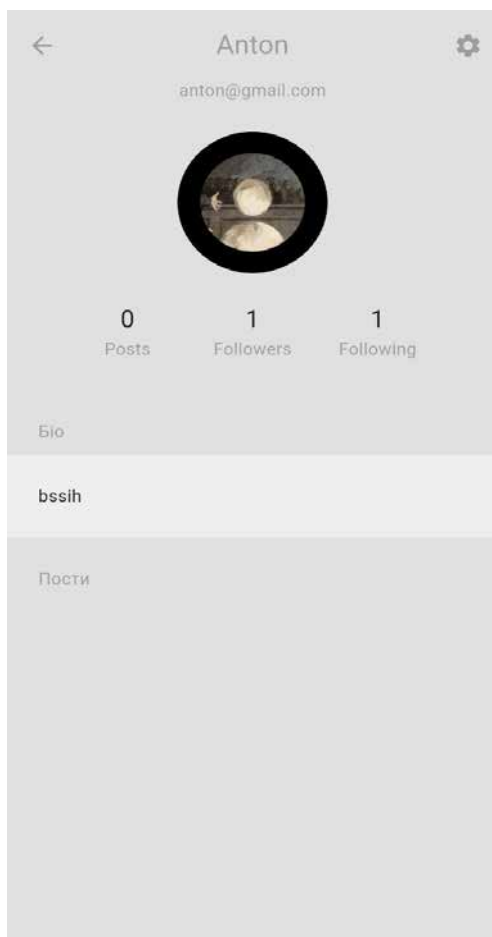 Anton
anton@gmail.com
0 1 1
Posts Followers Following
Біо
bssih
Пости